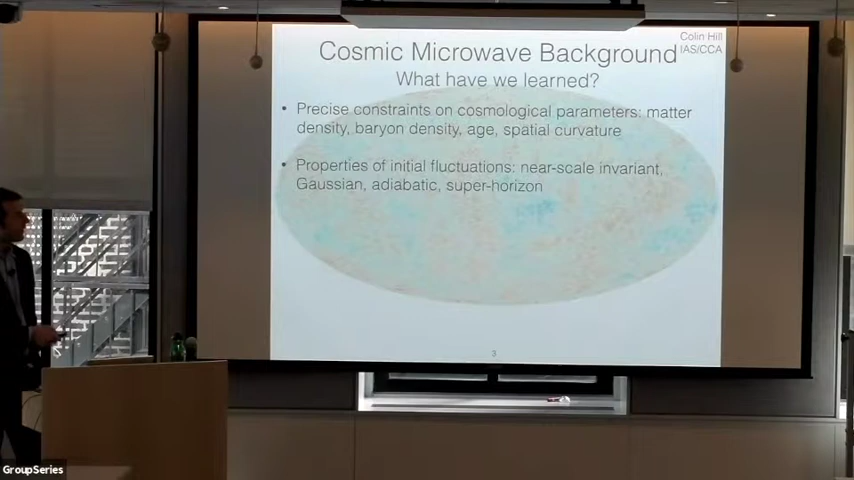 Cosmic Microwave Background
Colin Hill
IAS/CCA
What have we learned?
• Precise constraints on cosmological parameters: matter
density, baryon density, age, spatial curvature
• Properties of initial fluctuations: near-scale invariant,
Gaussian, adiabatic, super-horizon
3
GroupSeries